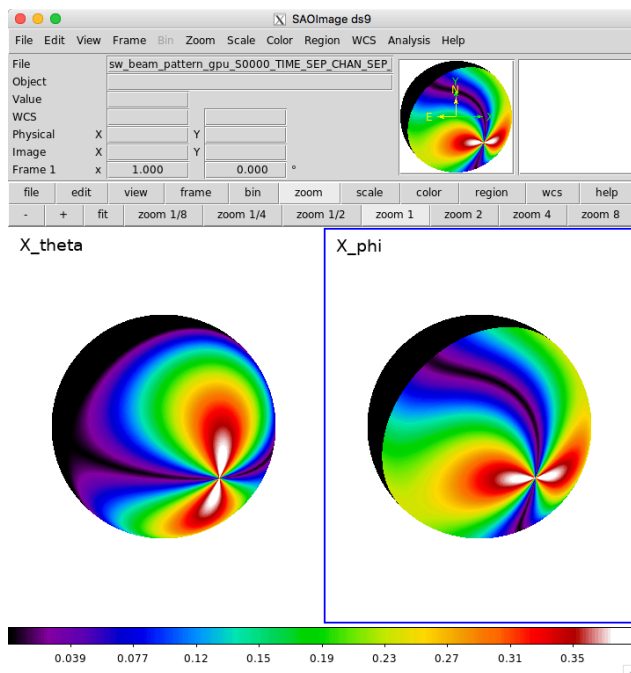 SAOImage ds9
File Edit View Frame Bin Zoom Scale Color Region WCS Analysis Help
File sw_beam_pattern_gpu_S0000_TIME_SEP_CHAN_SEP_
Object
Value
WCS
Physical X Y
Image X Y
Frame 1 x 1.000 0.000 °
Y
N
E X
file edit view frame bin zoom scale color region wcs help
- + fit zoom 1/8 zoom 1/4 zoom 1/2 zoom 1 zoom 2 zoom 4 zoom 8
X_theta X_phi
0.039 0.077 0.12 0.15 0.19 0.23 0.27 0.31 0.35